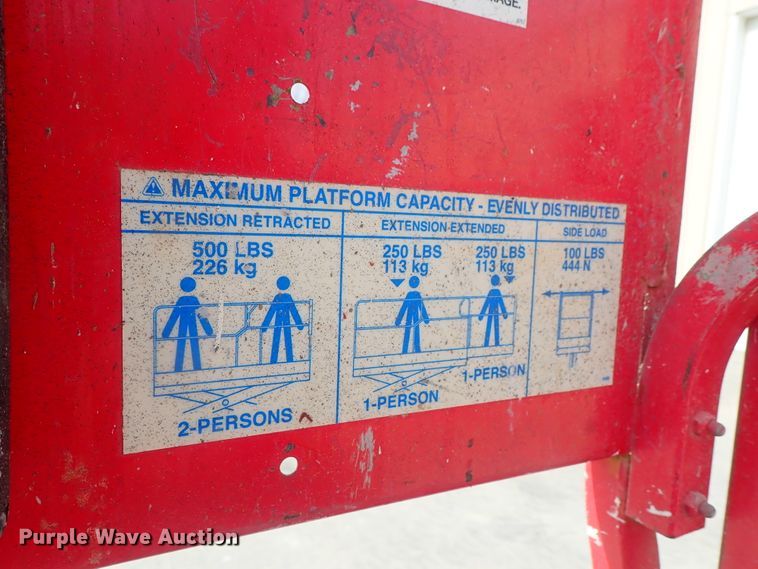 AGE.
MAXIMUM PLATFORM CAPACITY - EVENLY DISTRIBUTED
EXTENSION RETRACTED
EXTENSION EXTENDED
SIDE LOAD
500 LBS
226 kg
250 LBS
113 kg
250 LBS
113 kg
100 LBS
444 N
2-PERSONS
1-PERSON
1-PERSON
Purple Wave Auction